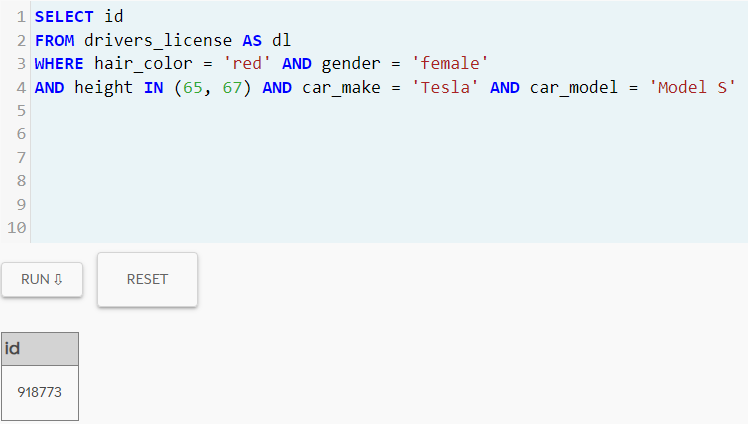 1 SELECT id
2 FROM drivers_license AS dl
3 WHERE hair_color = 'red' AND gender = 'female'
4 AND height IN (65, 67) AND car_make = 'Tesla' AND car_model = 'Model S'
5
6
7
8
9
10
RUN ⇩ RESET
id
918773